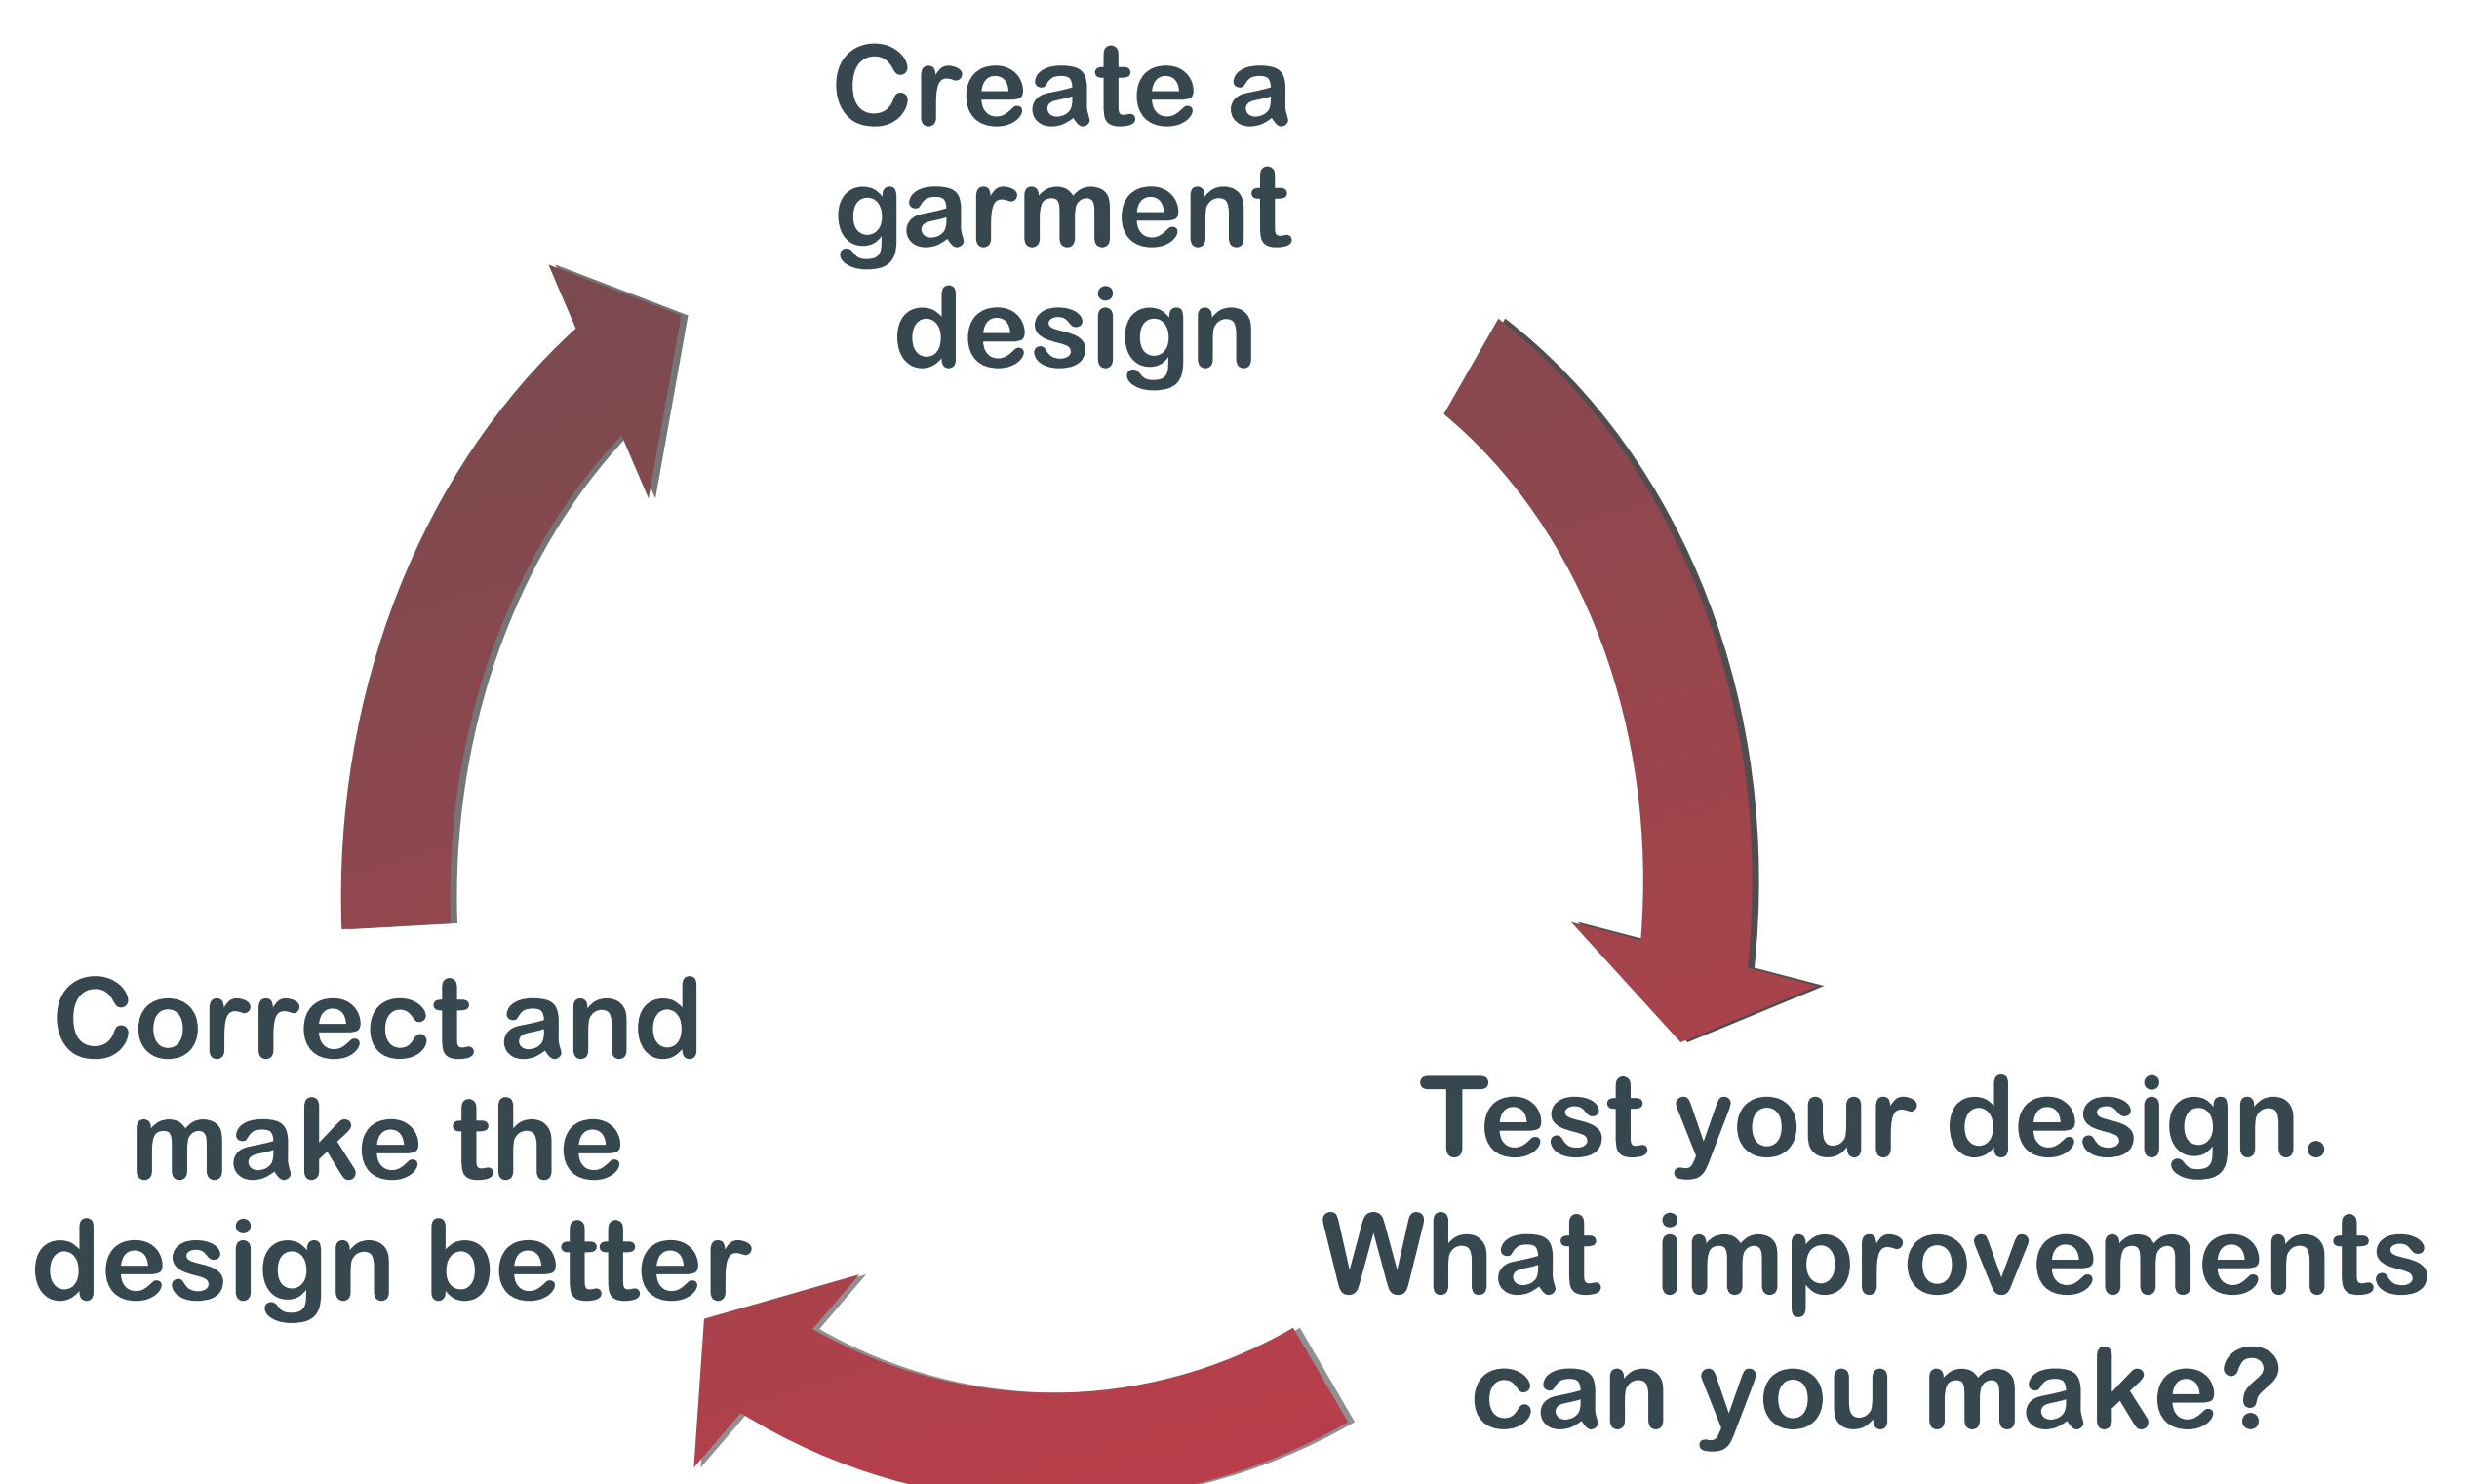 Create a
garment
design
Test your design.
What improvements
can you make?
Correct and
make the
design better